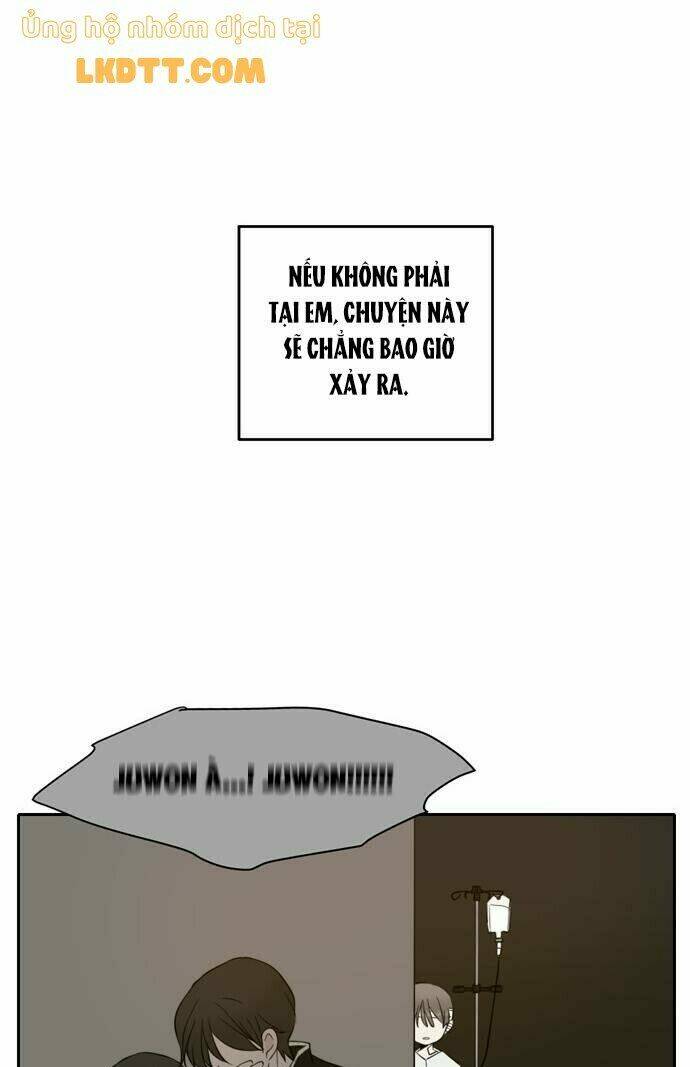 Ủng hộ nhóm dịch tại
LKDTT.COM
NẾU KHÔNG PHẢI
TẠI EM, CHUYỆN NÀY
SẼ CHẲNG BAO GIỜ
XẢY RA.
JUWON À...! JUWON!!!!!!